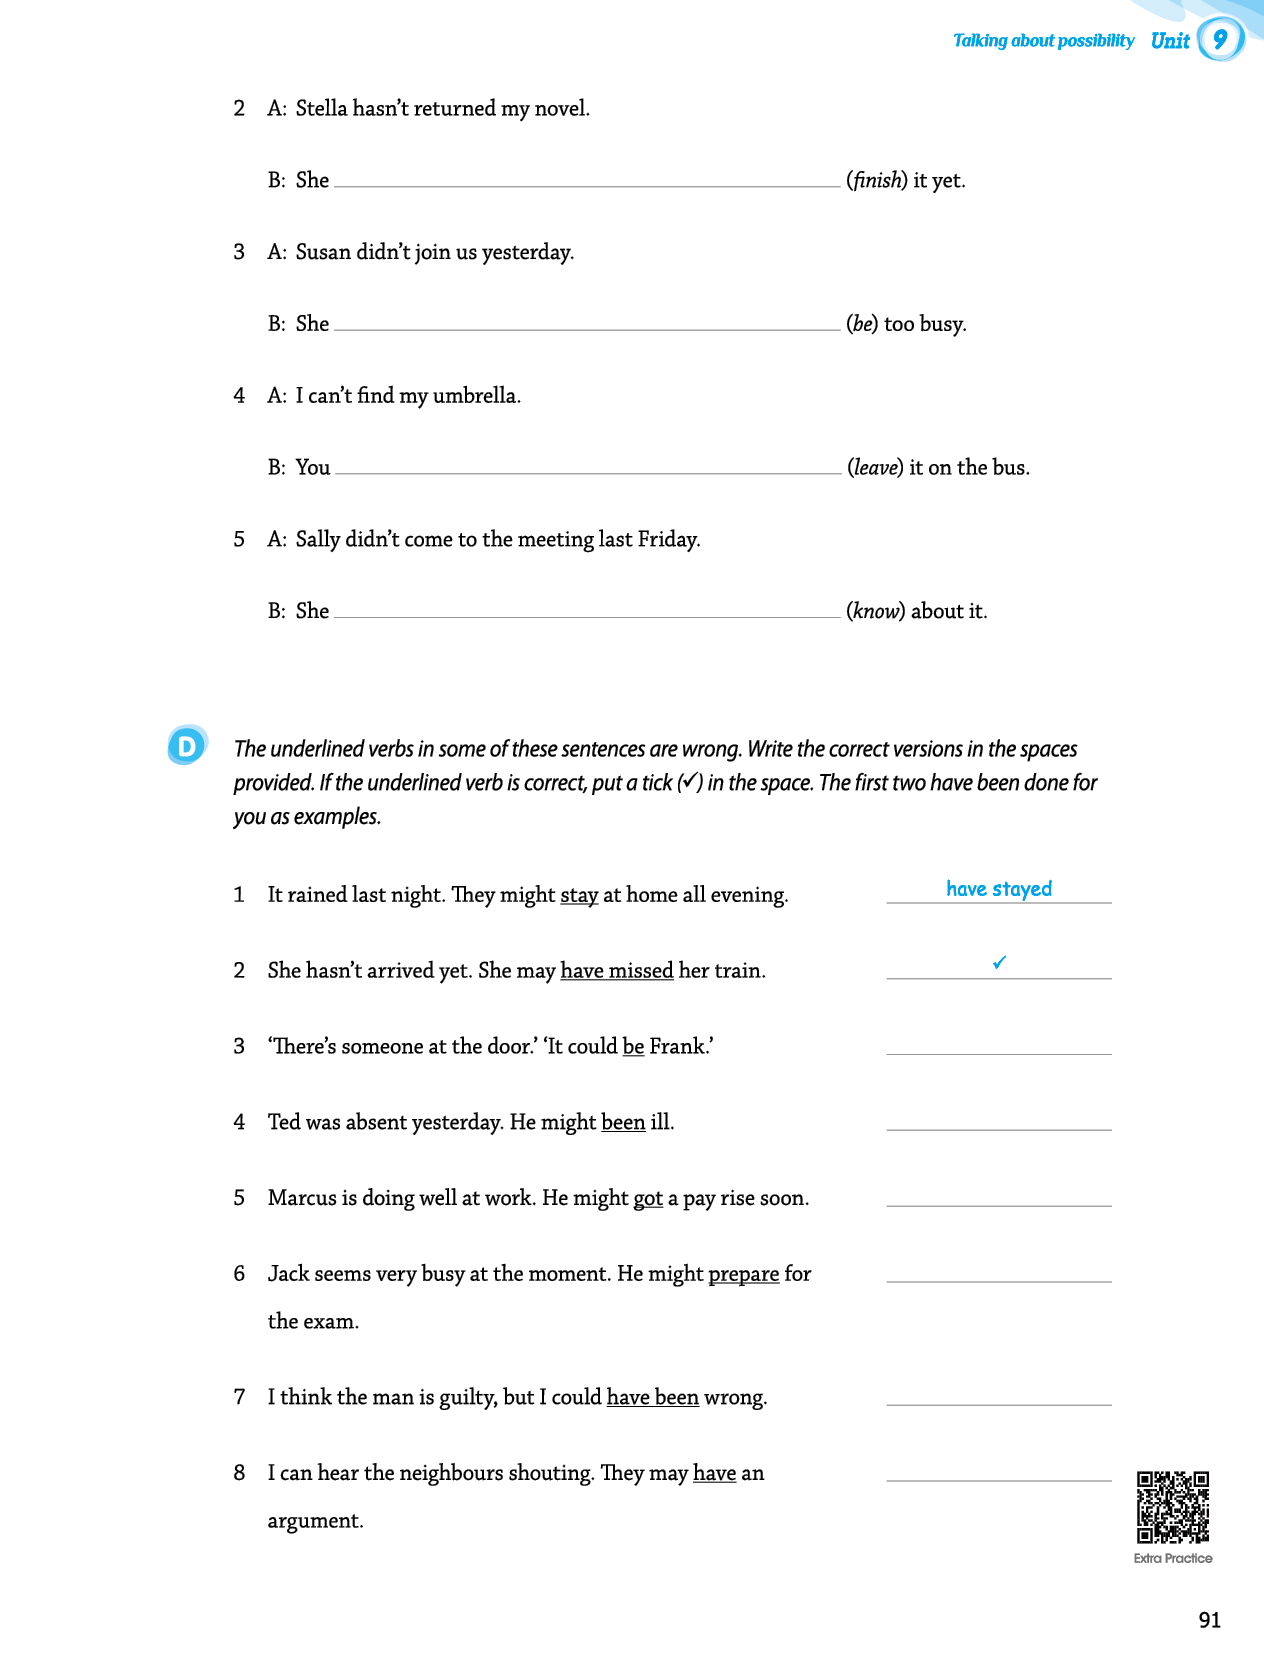 Talking about possibility Unit 9
2 A: Stella hasn’t returned my novel.
B: She ______ (finish) it yet.
3 A: Susan didn’t join us yesterday.
B: She ______ (be) too busy.
4 A: I can’t find my umbrella.
B: You ______ (leave) it on the bus.
5 A: Sally didn’t come to the meeting last Friday.
B: She ______ (know) about it.
D The underlined verbs in some of these sentences are wrong. Write the correct versions in the spaces
provided. If the underlined verb is correct, put a tick (✓) in the space. The first two have been done for
you as examples.
1 It rained last night. They might stay at home all evening. have stayed
2 She hasn’t arrived yet. She may have missed her train. ✓
3 ‘There’s someone at the door.’ ‘It could be Frank.’
4 Ted was absent yesterday. He might been ill.
5 Marcus is doing well at work. He might got a pay rise soon.
6 Jack seems very busy at the moment. He might prepare for
the exam.
7 I think the man is guilty, but I could have been wrong.
8 I can hear the neighbours shouting. They may have an
argument.
Extra Practice
91